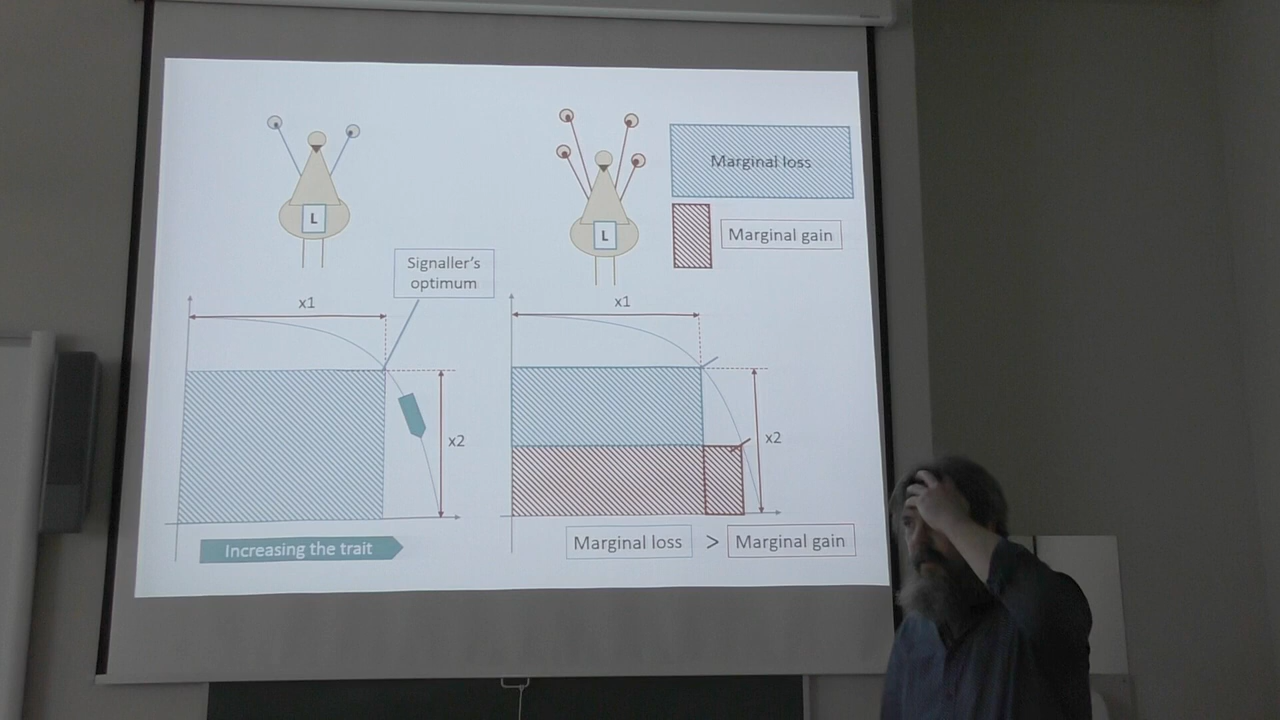 Marginal loss
L
L
Marginal gain
Signaller's
optimum
x1
x1
x2
x2
Increasing the trait
Marginal loss > Marginal gain